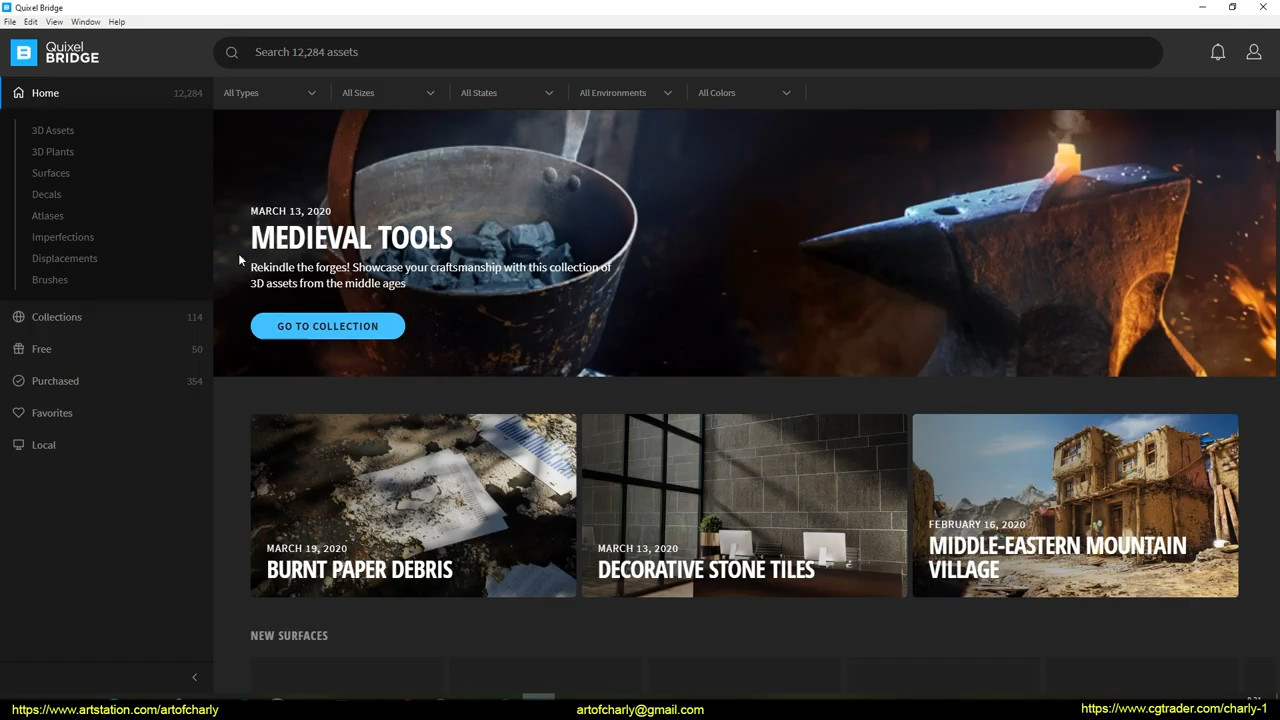 Quixel Bridge
File Edit View Window Help
Quixel
BRIDGE
Search 12,284 assets
Home 12,284
All Types All Sizes All States All Environments All Colors
3D Assets
3D Plants
Surfaces
Decals
Atlases
Imperfections
Displacements
Brushes
Collections 114
Free 50
Purchased 354
Favorites
Local
MARCH 13, 2020
MEDIEVAL TOOLS
Rekindle the forges! Showcase your craftsmanship with this collection of
3D assets from the middle ages
GO TO COLLECTION
MARCH 19, 2020
BURNT PAPER DEBRIS
MARCH 13, 2020
DECORATIVE STONE TILES
FEBRUARY 16, 2020
MIDDLE-EASTERN MOUNTAIN
VILLAGE
NEW SURFACES
https://www.artstation.com/artofcharly
artofcharly@gmail.com
https://www.cgtrader.com/charly-1